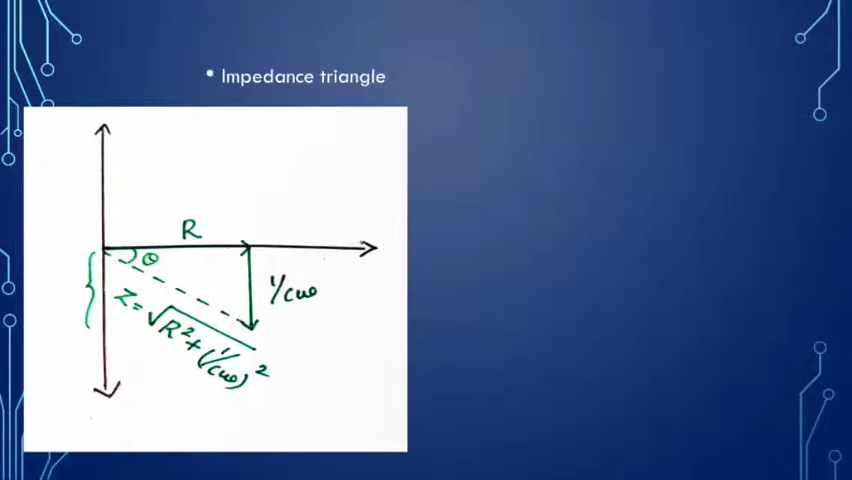 • Impedance triangle
R
θ
1/cω
Z = √R² + (1/cω)²